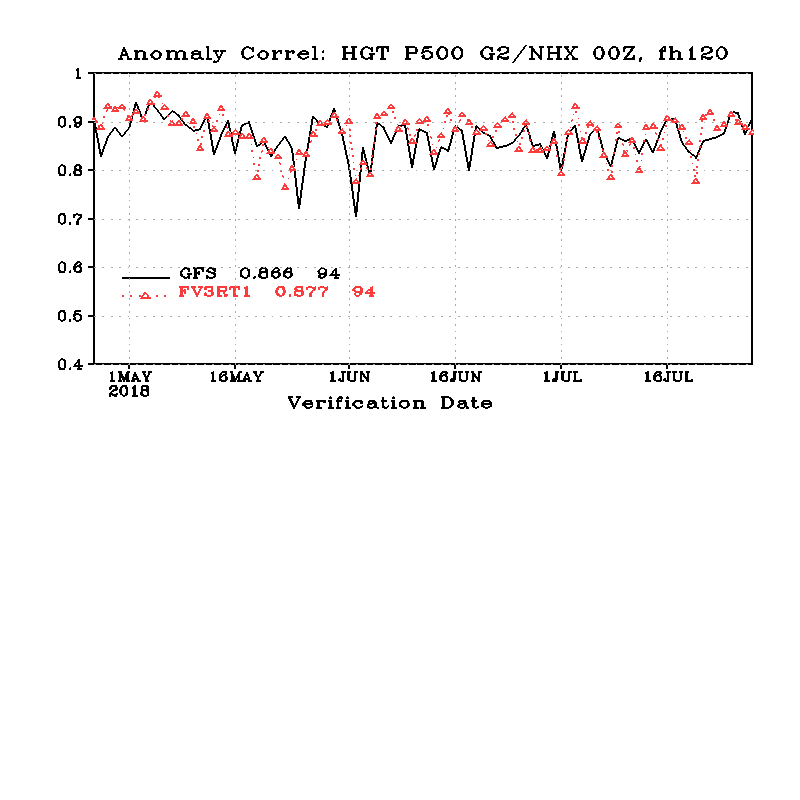 Anomaly Correl: HGT P500 G2/NHX 00Z, fh120
1
0.9
0.8
0.7
0.6
0.5
0.4
GFS 0.866 94
FV3RT1 0.877 94
1MAY 16MAY 1JUN 16JUN 1JUL 16JUL
2018
Verification Date